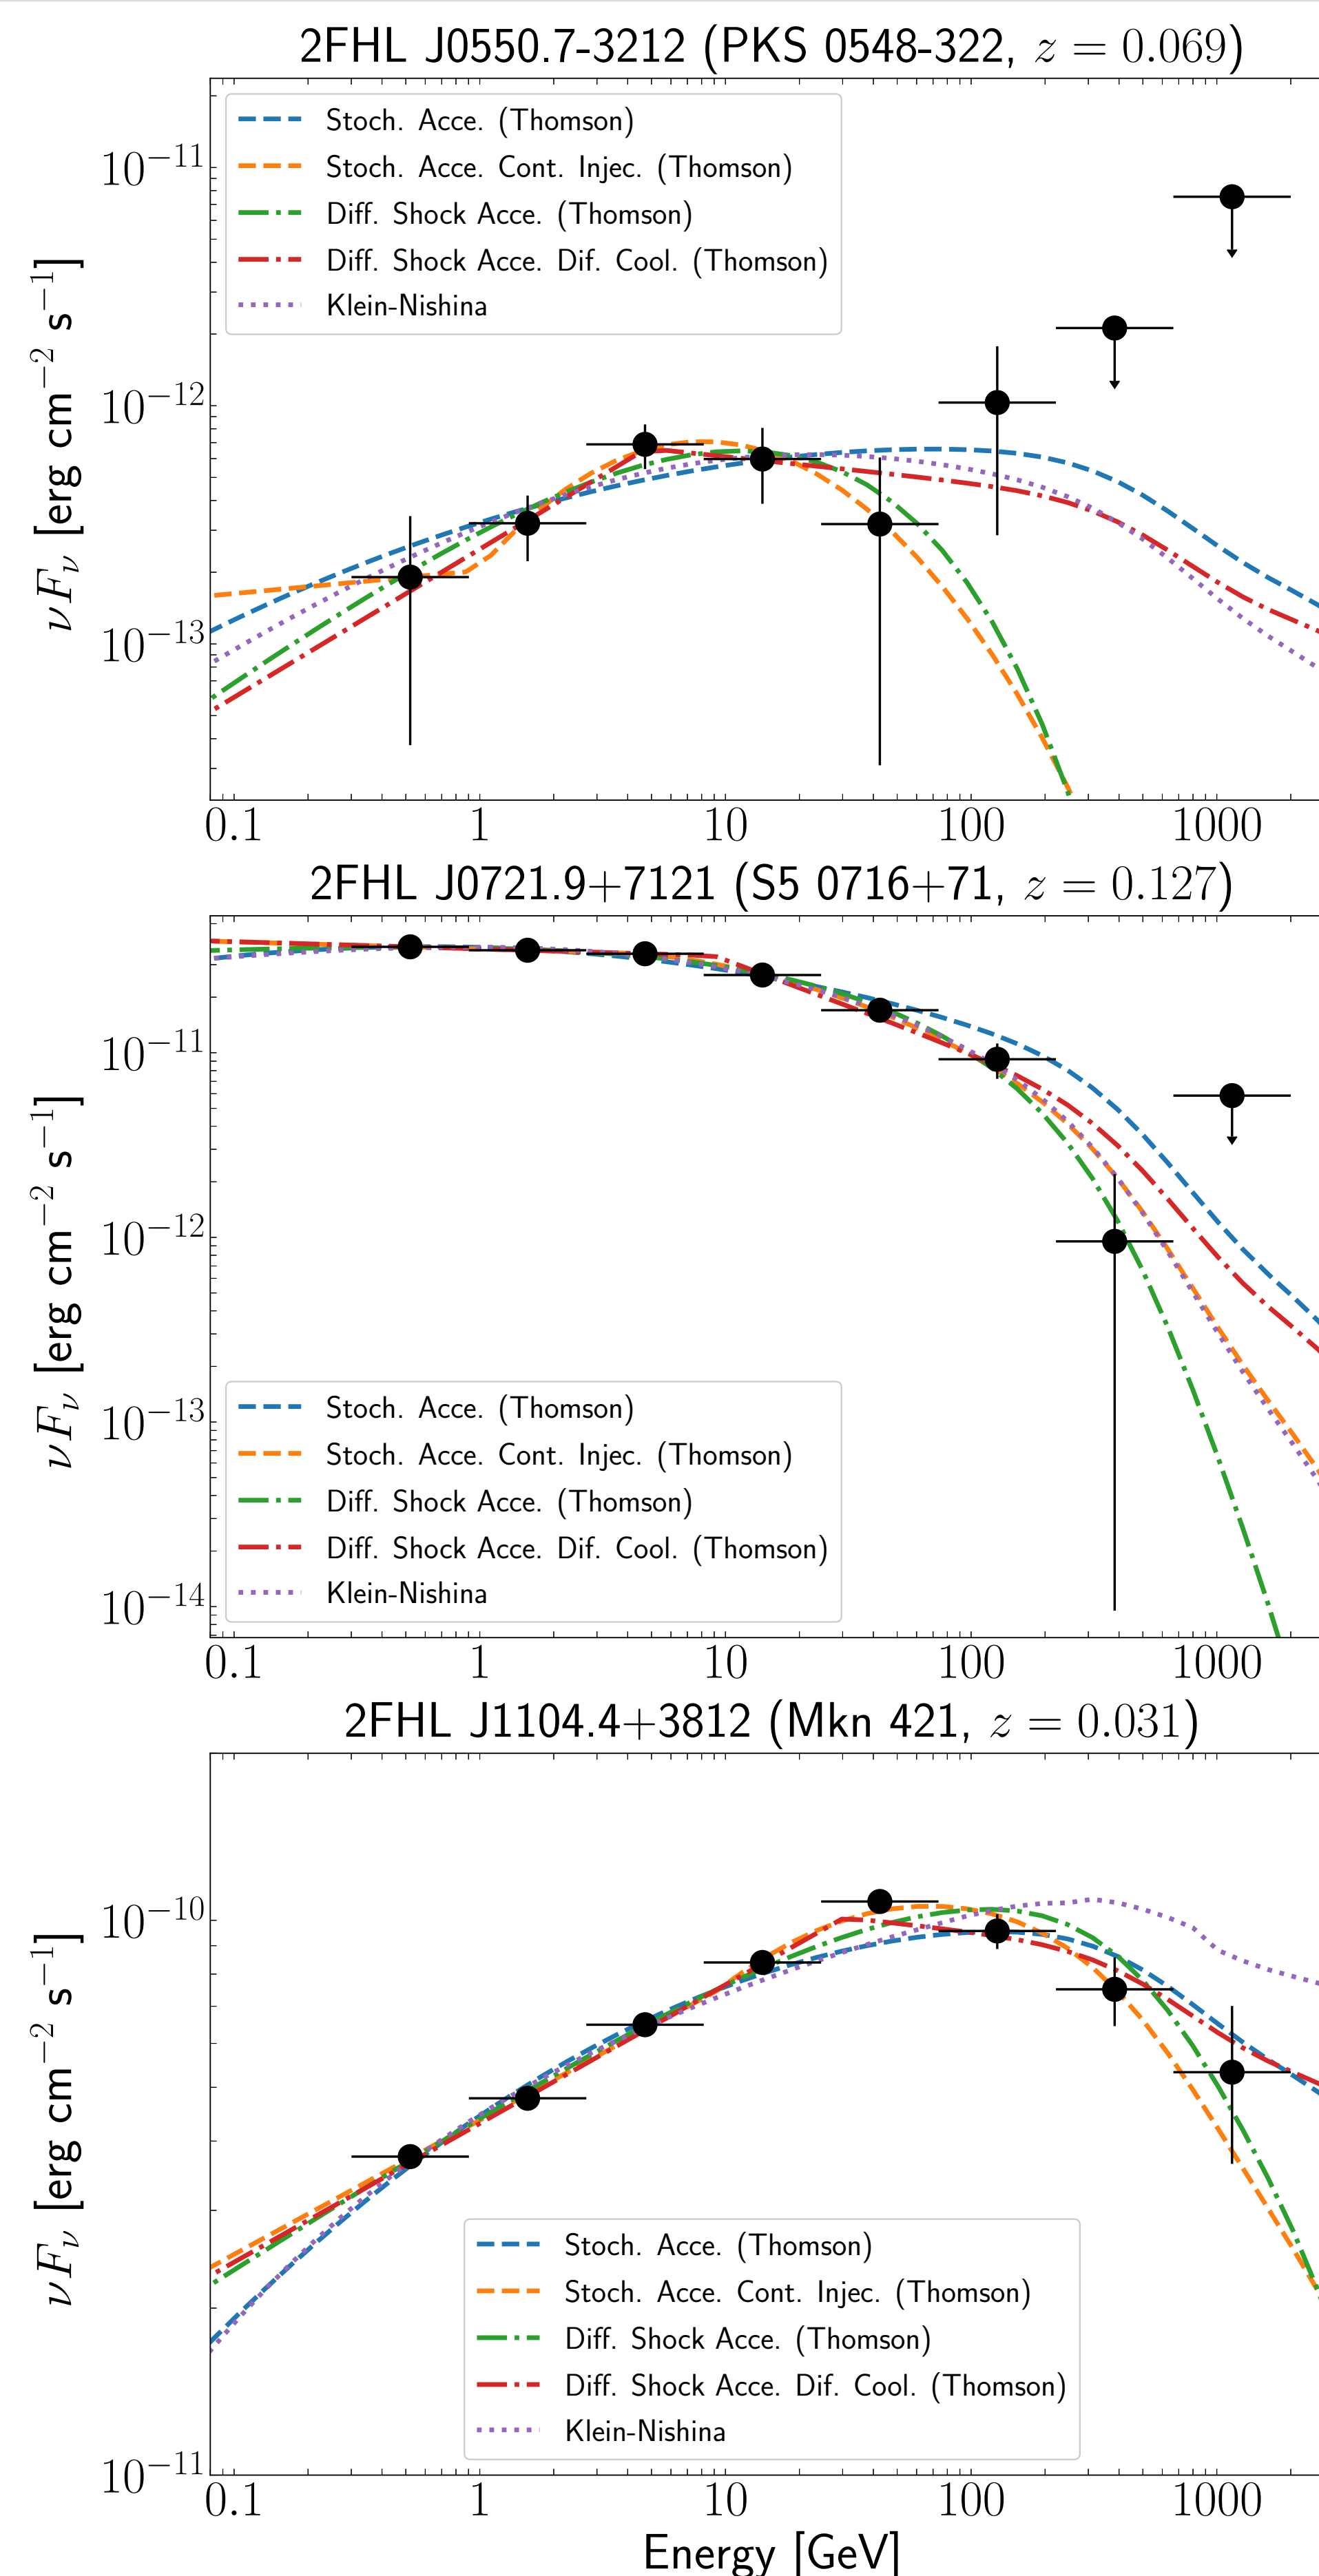 2FHL J0550.7-3212 (PKS 0548-322, z = 0.069)
Stoch. Acce. (Thomson)
Stoch. Acce. Cont. Injec. (Thomson)
Diff. Shock Acce. (Thomson)
Diff. Shock Acce. Dif. Cool. (Thomson)
Klein-Nishina
10⁻¹¹
10⁻¹²
10⁻¹³
νFν [erg cm⁻² s⁻¹]
0.1 1 10 100 1000
2FHL J0721.9+7121 (S5 0716+71, z = 0.127)
10⁻¹¹
10⁻¹²
10⁻¹³
10⁻¹⁴
νFν [erg cm⁻² s⁻¹]
Stoch. Acce. (Thomson)
Stoch. Acce. Cont. Injec. (Thomson)
Diff. Shock Acce. (Thomson)
Diff. Shock Acce. Dif. Cool. (Thomson)
Klein-Nishina
0.1 1 10 100 1000
2FHL J1104.4+3812 (Mkn 421, z = 0.031)
10⁻¹⁰
10⁻¹¹
νFν [erg cm⁻² s⁻¹]
Stoch. Acce. (Thomson)
Stoch. Acce. Cont. Injec. (Thomson)
Diff. Shock Acce. (Thomson)
Diff. Shock Acce. Dif. Cool. (Thomson)
Klein-Nishina
0.1 1 10 100 1000
Energy [GeV]